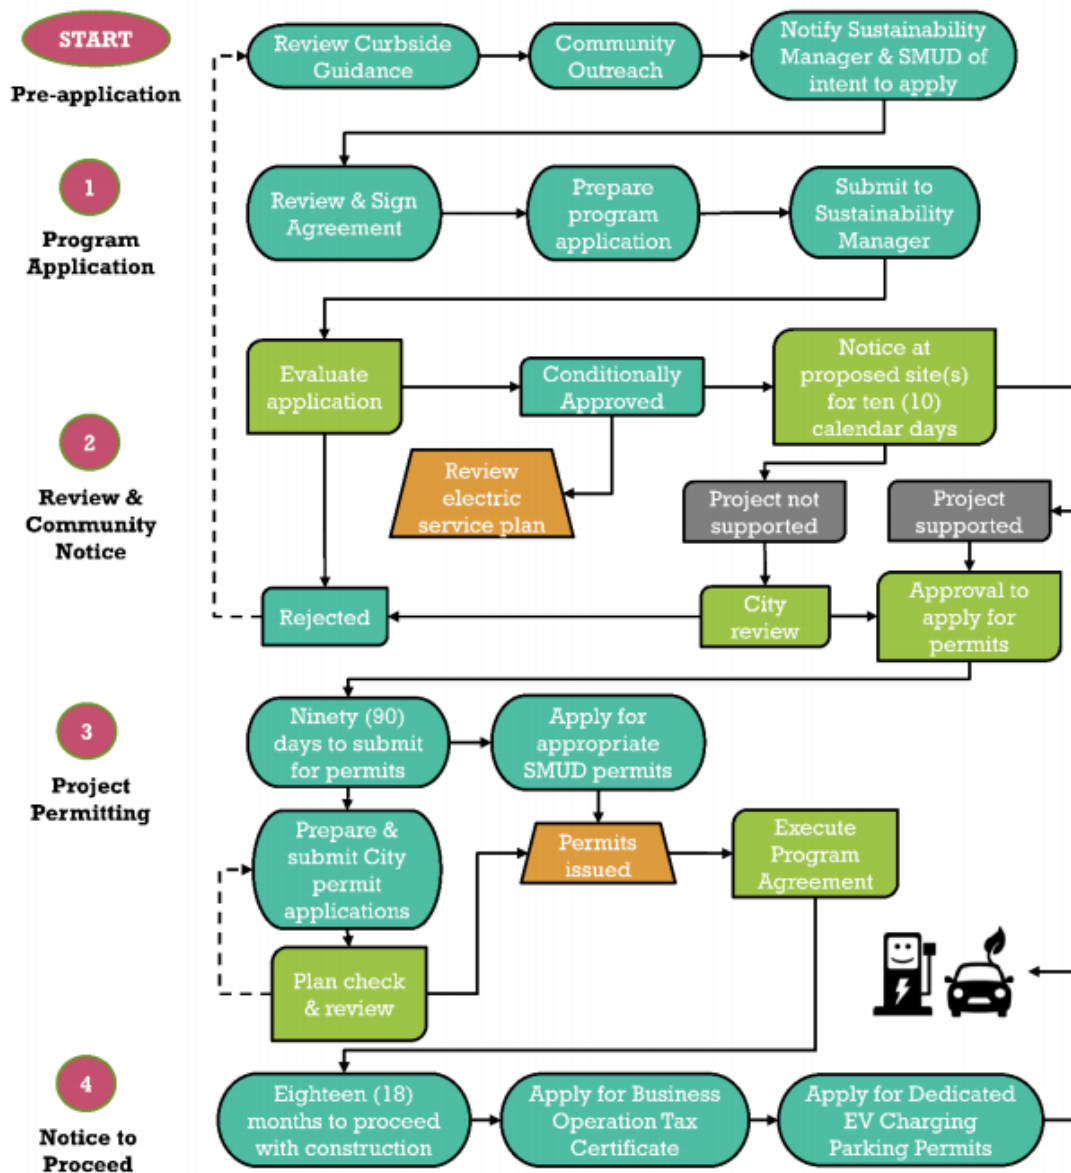 START
Pre-application
Review Curbside
Guidance
Community
Outreach
Notify Sustainability
Manager & SMUD of
intent to apply
1
Program
Application
Review & Sign
Agreement
Prepare
program
application
Submit to
Sustainability
Manager
2
Review &
Community
Notice
Evaluate
application
Conditionally
Approved
Notice at
proposed site(s)
for ten (10)
calendar days
Review
electric
service plan
Project not
supported
Project
supported
Rejected
City
review
Approval to
apply for
permits
3
Project
Permitting
Ninety (90)
days to submit
for permits
Apply for
appropriate
SMUD permits
Prepare &
submit City
permit
applications
Permits
issued
Execute
Program
Agreement
Plan check
& review
4
Notice to
Proceed
Eighteen (18)
months to proceed
with construction
Apply for Business
Operation Tax
Certificate
Apply for Dedicated
EV Charging
Parking Permits